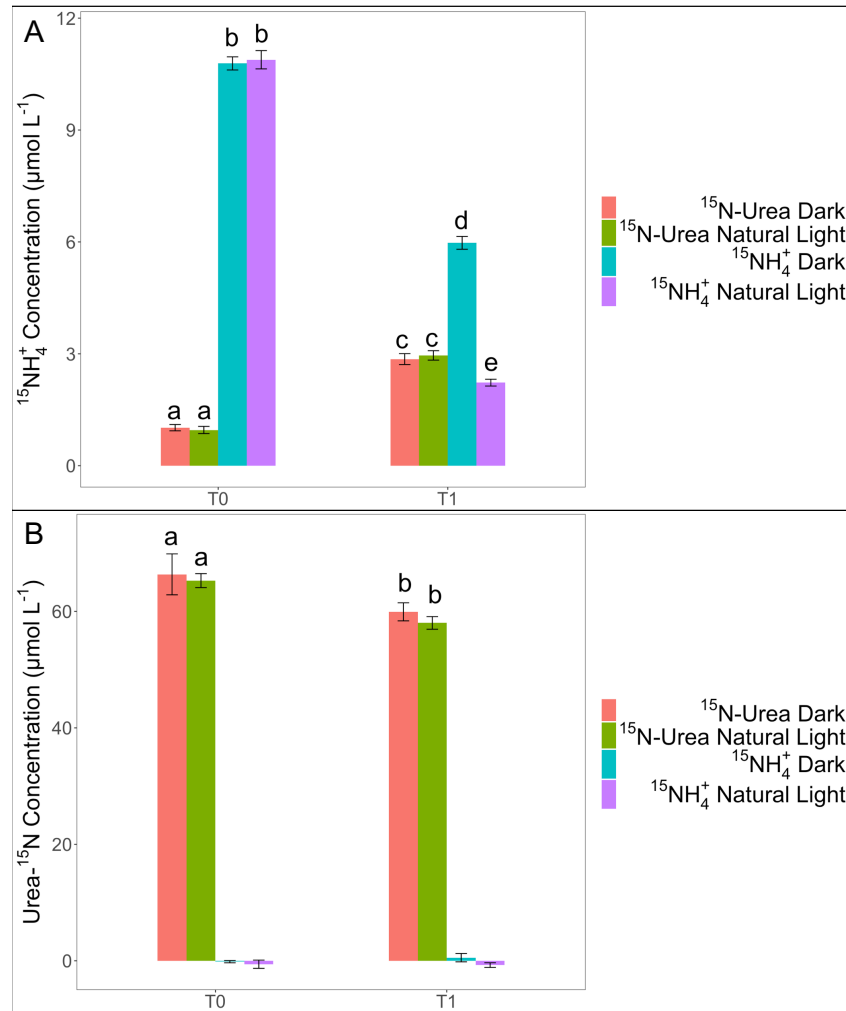 A
12
9
6
3
0
¹⁵NH₄⁺ Concentration (µmol L⁻¹)
a a b b
c c d e
T0 T1
¹⁵N-Urea Dark
¹⁵N-Urea Natural Light
¹⁵NH₄⁺ Dark
¹⁵NH₄⁺ Natural Light
B
60
40
20
0
Urea-¹⁵N Concentration (µmol L⁻¹)
a a
b b
T0 T1
¹⁵N-Urea Dark
¹⁵N-Urea Natural Light
¹⁵NH₄⁺ Dark
¹⁵NH₄⁺ Natural Light